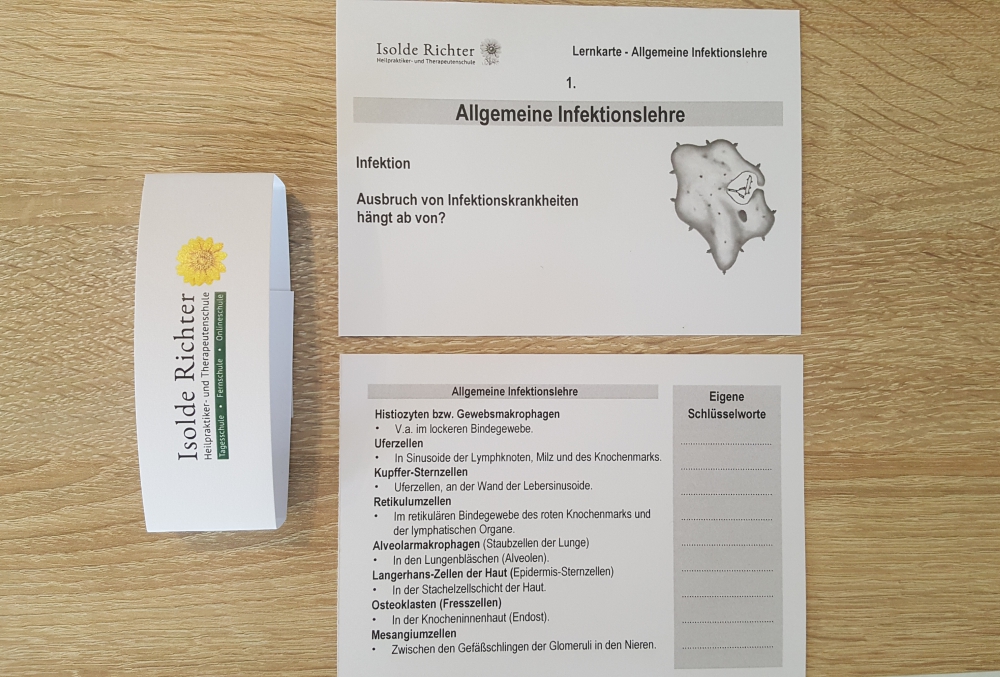 Isolde Richter
Heilpraktiker- und Therapeutenschule
Tagesschule • Fernschule • Onlineschule
Isolde Richter
Heilpraktiker- und Therapeutenschule
Lernkarte - Allgemeine Infektionslehre
1.
Allgemeine Infektionslehre
Infektion
Ausbruch von Infektionskrankheiten
hängt ab von?
Allgemeine Infektionslehre
Histiozyten bzw. Gewebsmakrophagen
• V.a. im lockeren Bindegewebe.
Uferzellen
• In Sinusoide der Lymphknoten, Milz und des Knochenmarks.
Kupffer-Sternzellen
• Uferzellen, an der Wand der Lebersinusoide.
Retikulumzellen
• Im retikulären Bindegewebe des roten Knochenmarks und
der lymphatischen Organe.
Alveolarmakrophagen (Staubzellen der Lunge)
• In den Lungenbläschen (Alveolen).
Langerhans-Zellen der Haut (Epidermis-Sternzellen)
• In der Stachelzellschicht der Haut.
Osteoklasten (Fresszellen)
• In der Knocheninnenhaut (Endost).
Mesangiumzellen
• Zwischen den Gefäßschlingen der Glomeruli in den Nieren.
Eigene
Schlüsselworte